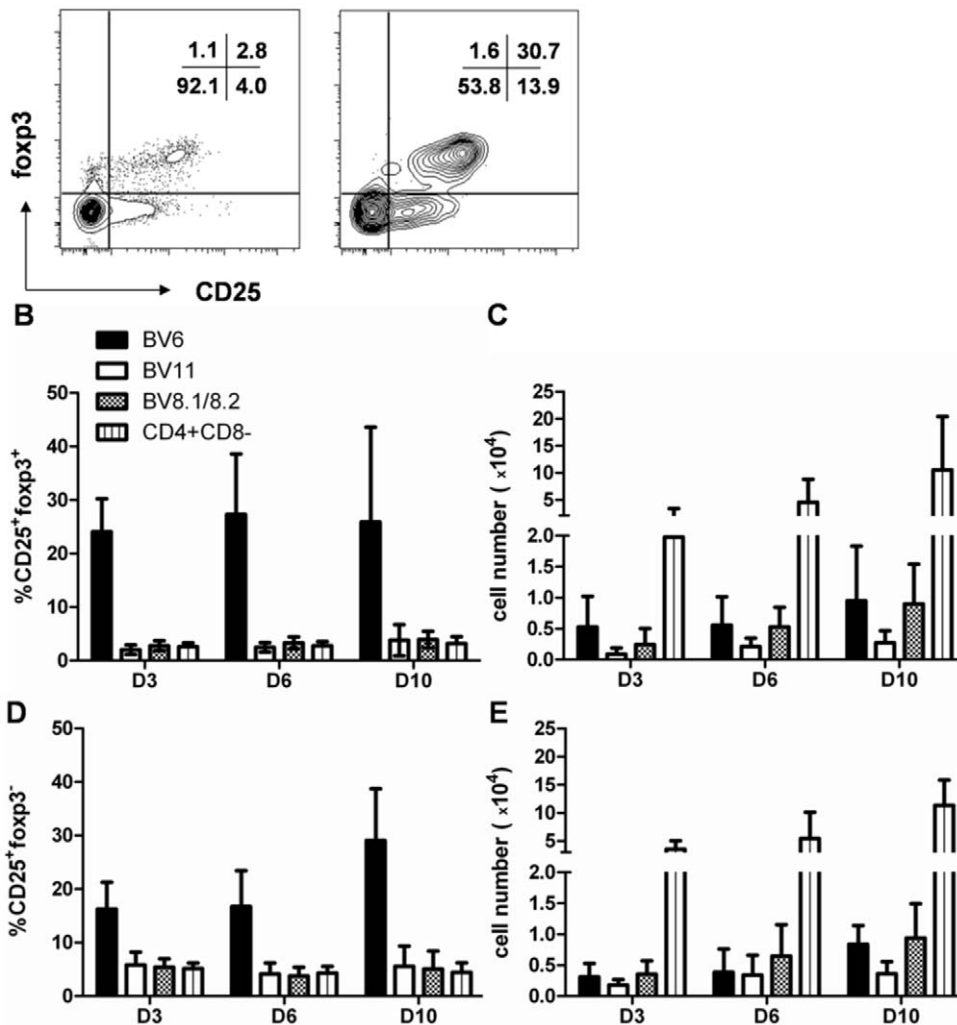 1.1 2.8
92.1 4.0
1.6 30.7
53.8 13.9
foxp3
CD25
B
BV6
BV11
BV8.1/8.2
CD4+CD8-
50
40
30
20
10
0
%CD25+foxp3+
D3 D6 D10
C
25
20
15
10
5
2.0
1.5
1.0
0.5
0.0
cell number ( x10⁴)
D3 D6 D10
D
50
40
30
20
10
0
%CD25+foxp3-
D3 D6 D10
E
25
20
15
10
5
2.0
1.5
1.0
0.5
0.0
cell number ( x10⁴)
D3 D6 D10